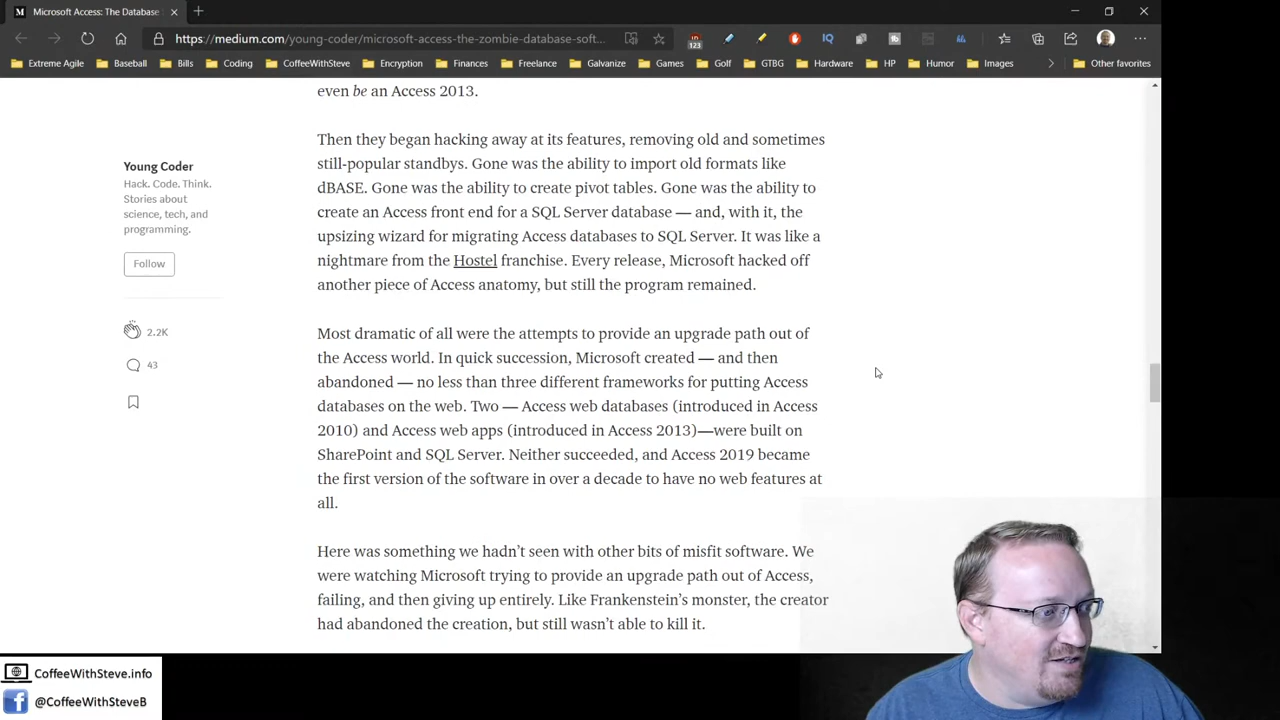 Microsoft Access: The Database
https://medium.com/young-coder/microsoft-access-the-zombie-database-soft...
123
IQ
Extreme Agile
Baseball
Bills
Coding
CoffeeWithSteve
Encryption
Finances
Freelance
Galvanize
Games
Golf
GTBG
Hardware
HP
Humor
Images
Other favorites
even be an Access 2013.
Young Coder
Hack. Code. Think.
Stories about
science, tech, and
programming.
Follow
2.2K
43
Then they began hacking away at its features, removing old and sometimes
still-popular standbys. Gone was the ability to import old formats like
dBASE. Gone was the ability to create pivot tables. Gone was the ability to
create an Access front end for a SQL Server database — and, with it, the
upsizing wizard for migrating Access databases to SQL Server. It was like a
nightmare from the Hostel franchise. Every release, Microsoft hacked off
another piece of Access anatomy, but still the program remained.
Most dramatic of all were the attempts to provide an upgrade path out of
the Access world. In quick succession, Microsoft created — and then
abandoned — no less than three different frameworks for putting Access
databases on the web. Two — Access web databases (introduced in Access
2010) and Access web apps (introduced in Access 2013)—were built on
SharePoint and SQL Server. Neither succeeded, and Access 2019 became
the first version of the software in over a decade to have no web features at
all.
Here was something we hadn't seen with other bits of misfit software. We
were watching Microsoft trying to provide an upgrade path out of Access,
failing, and then giving up entirely. Like Frankenstein's monster, the creator
had abandoned the creation, but still wasn't able to kill it.
CoffeeWithSteve.info
@CoffeeWithSteveB